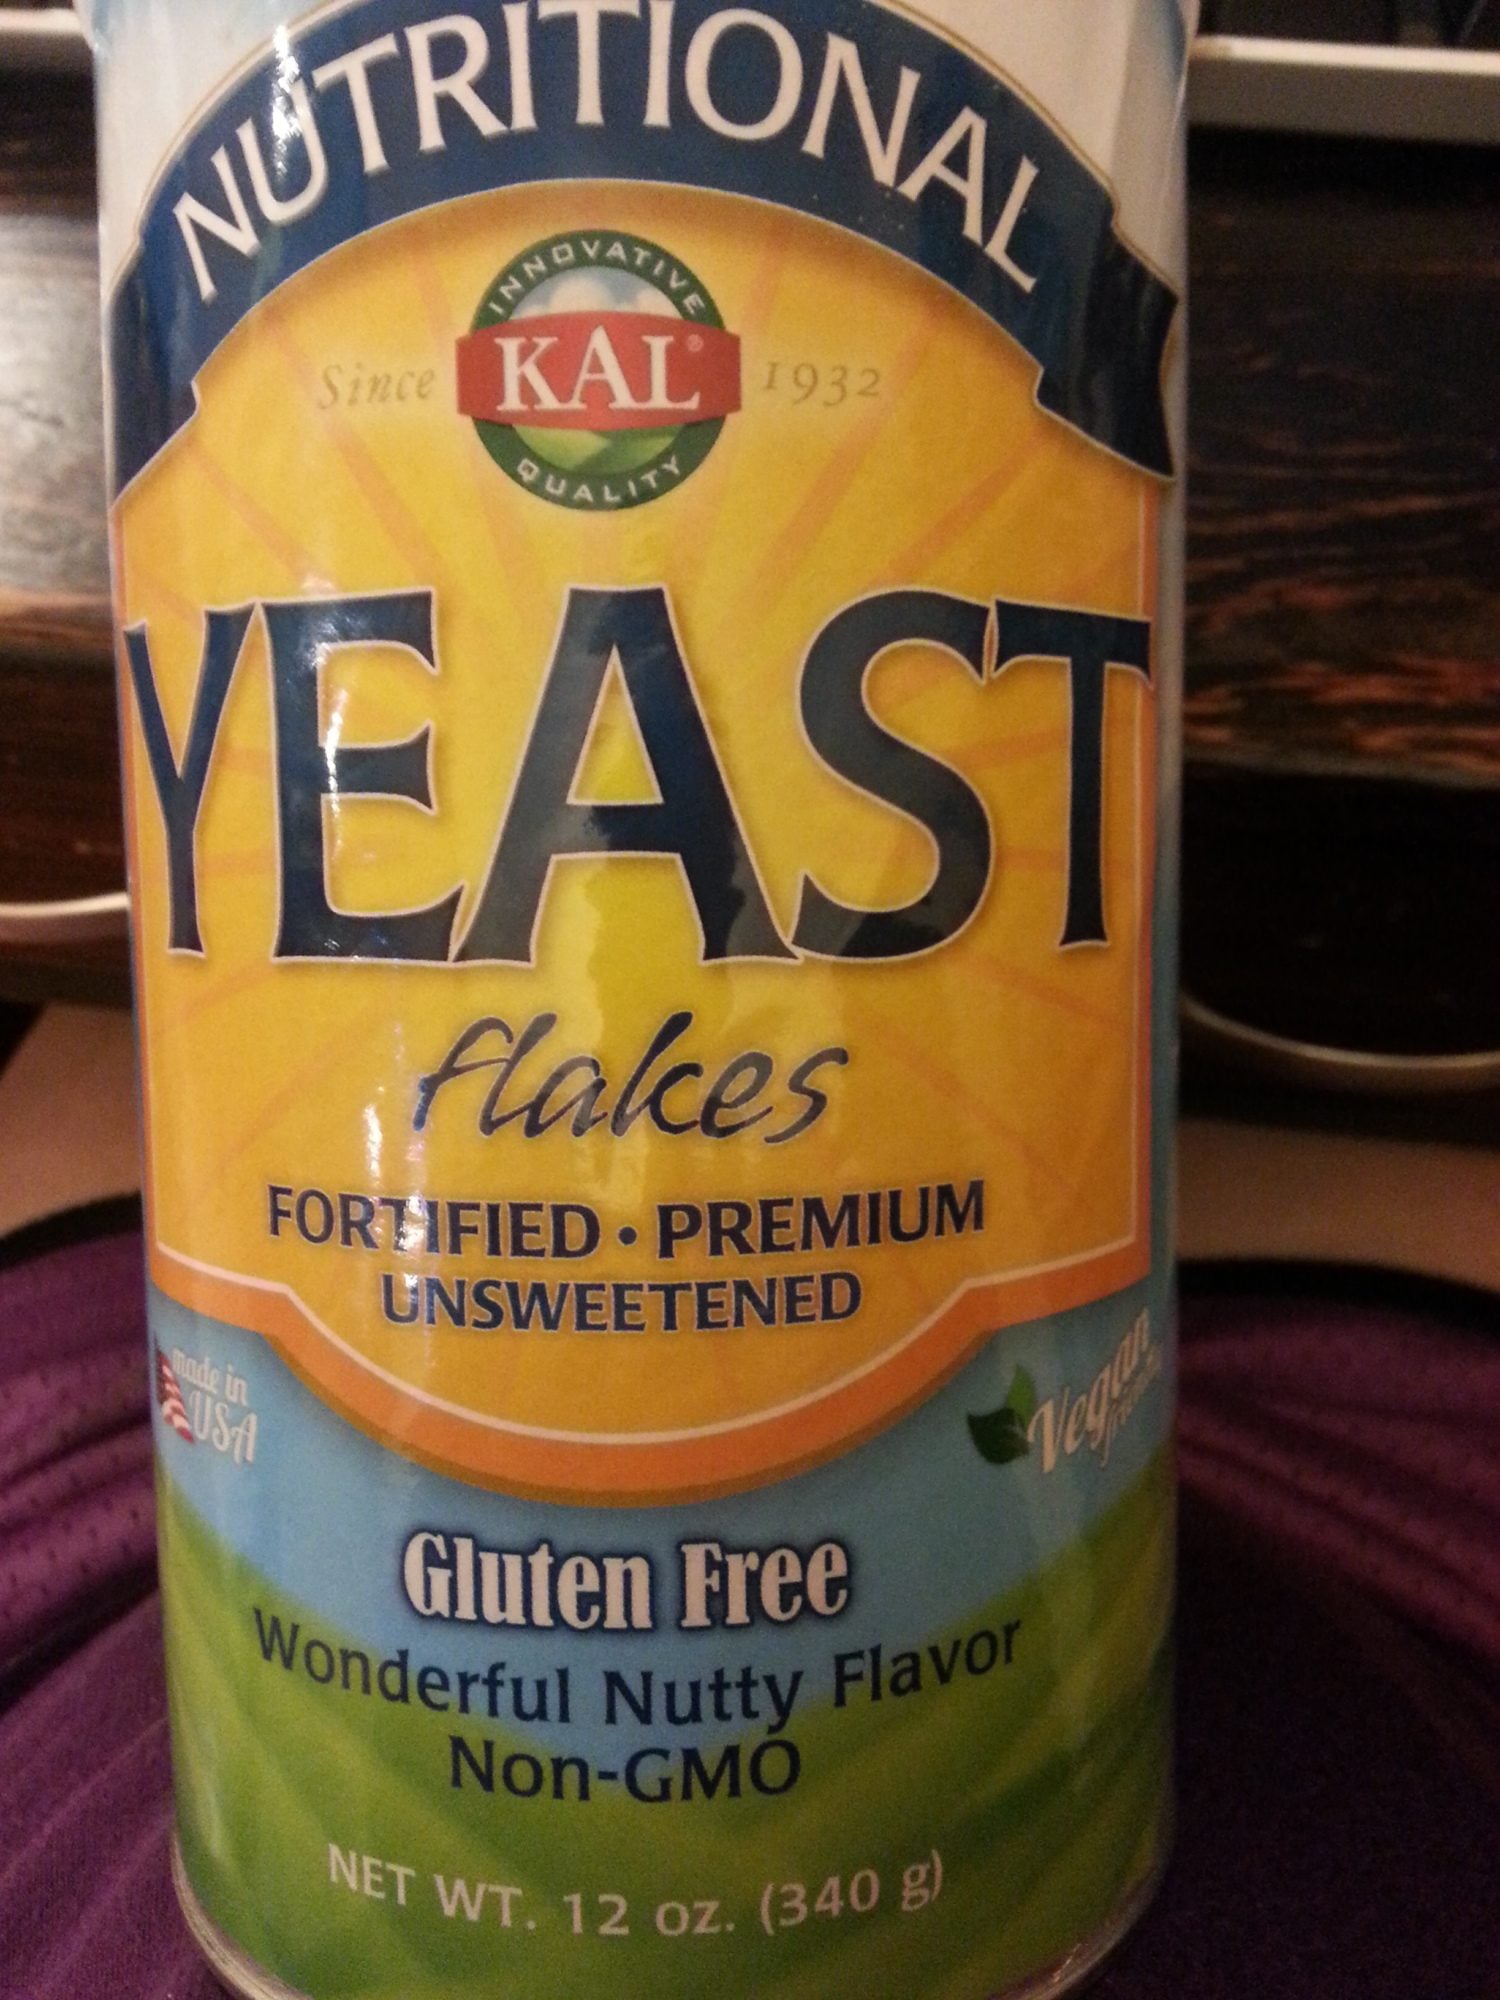 NUTRITIONAL
INNOVATIVE
Since KAL® 1932
QUALITY
YEAST
flakes
FORTIFIED • PREMIUM
UNSWEETENED
made in
USA
Vegan
Gluten Free
Wonderful Nutty Flavor
Non-GMO
NET WT. 12 oz. (340 g)